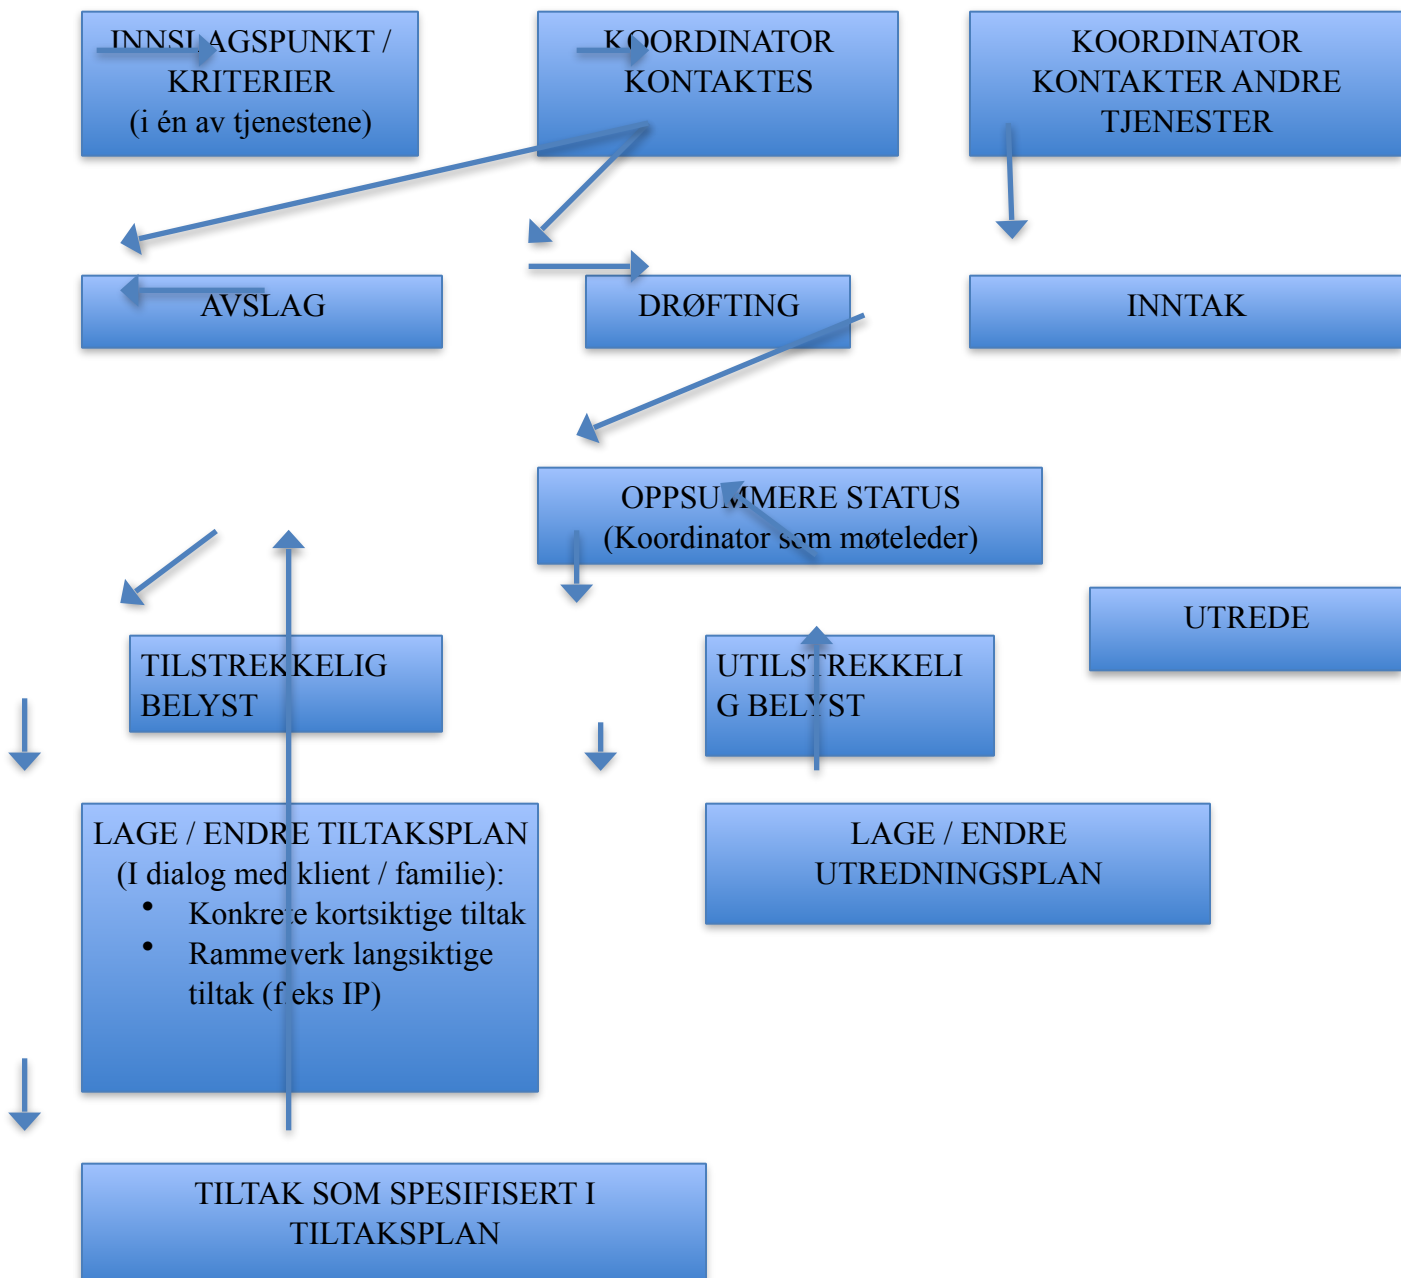 INNSLAGSPUNKT /
KRITERIER
(i én av tjenestene)
KOORDINATOR
KONTAKTES
KOORDINATOR
KONTAKTER ANDRE
TJENESTER
AVSLAG
DRØFTING
INNTAK
OPPSUMMERE STATUS
(Koordinator som møteleder)
UTREDE
TILSTREKKELIG
BELYST
UTILSTREKKELI
G BELYST
LAGE / ENDRE TILTAKSPLAN
(I dialog med klient / familie):
• Konkrete kortsiktige tiltak
• Rammeverk langsiktige
tiltak (f.eks IP)
LAGE / ENDRE
UTREDNINGSPLAN
TILTAK SOM SPESIFISERT I
TILTAKSPLAN